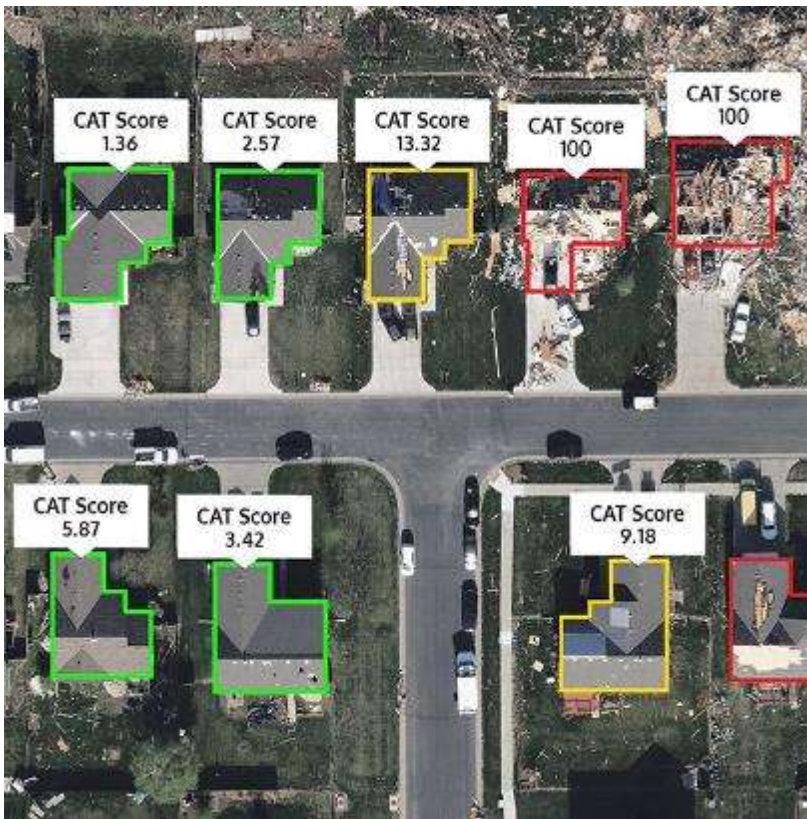 CAT Score
1.36
CAT Score
2.57
CAT Score
13.32
CAT Score
100
CAT Score
100
CAT Score
5.87
CAT Score
3.42
CAT Score
9.18